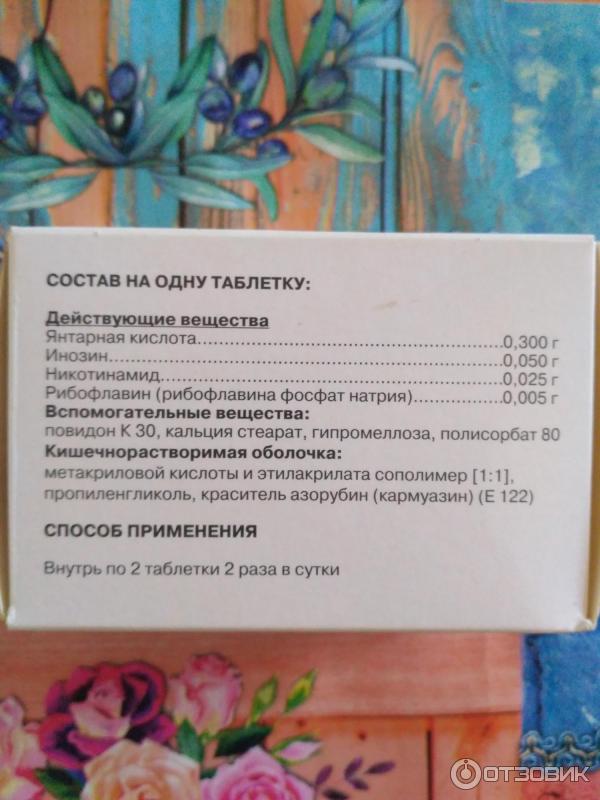 СОСТАВ НА ОДНУ ТАБЛЕТКУ:
Действующие вещества
Янтарная кислота......................................................0,300 г
Инозин......................................................................0,050 г
Никотинамид.............................................................0,025 г
Рибофлавин (рибофлавина фосфат натрия)..............0,005 г
Вспомогательные вещества:
повидон К 30, кальция стеарат, гипромеллоза, полисорбат 80
Кишечнорастворимая оболочка:
метакриловой кислоты и этилакрилата сополимер [1:1],
пропиленгликоль, краситель азорубин (кармуазин) (Е 122)
СПОСОБ ПРИМЕНЕНИЯ
Внутрь по 2 таблетки 2 раза в сутки
ОТЗОВИК